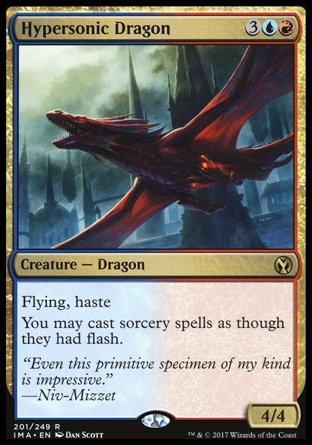 Hypersonic Dragon 3
Creature — Dragon
Flying, haste
You may cast sorcery spells as though
they had flash.
“Even this primitive specimen of my kind
is impressive.”
—Niv-Mizzet
4/4
201/249 R
IMA • EN Dan Scott
™ & © 2017 Wizards of the Coast